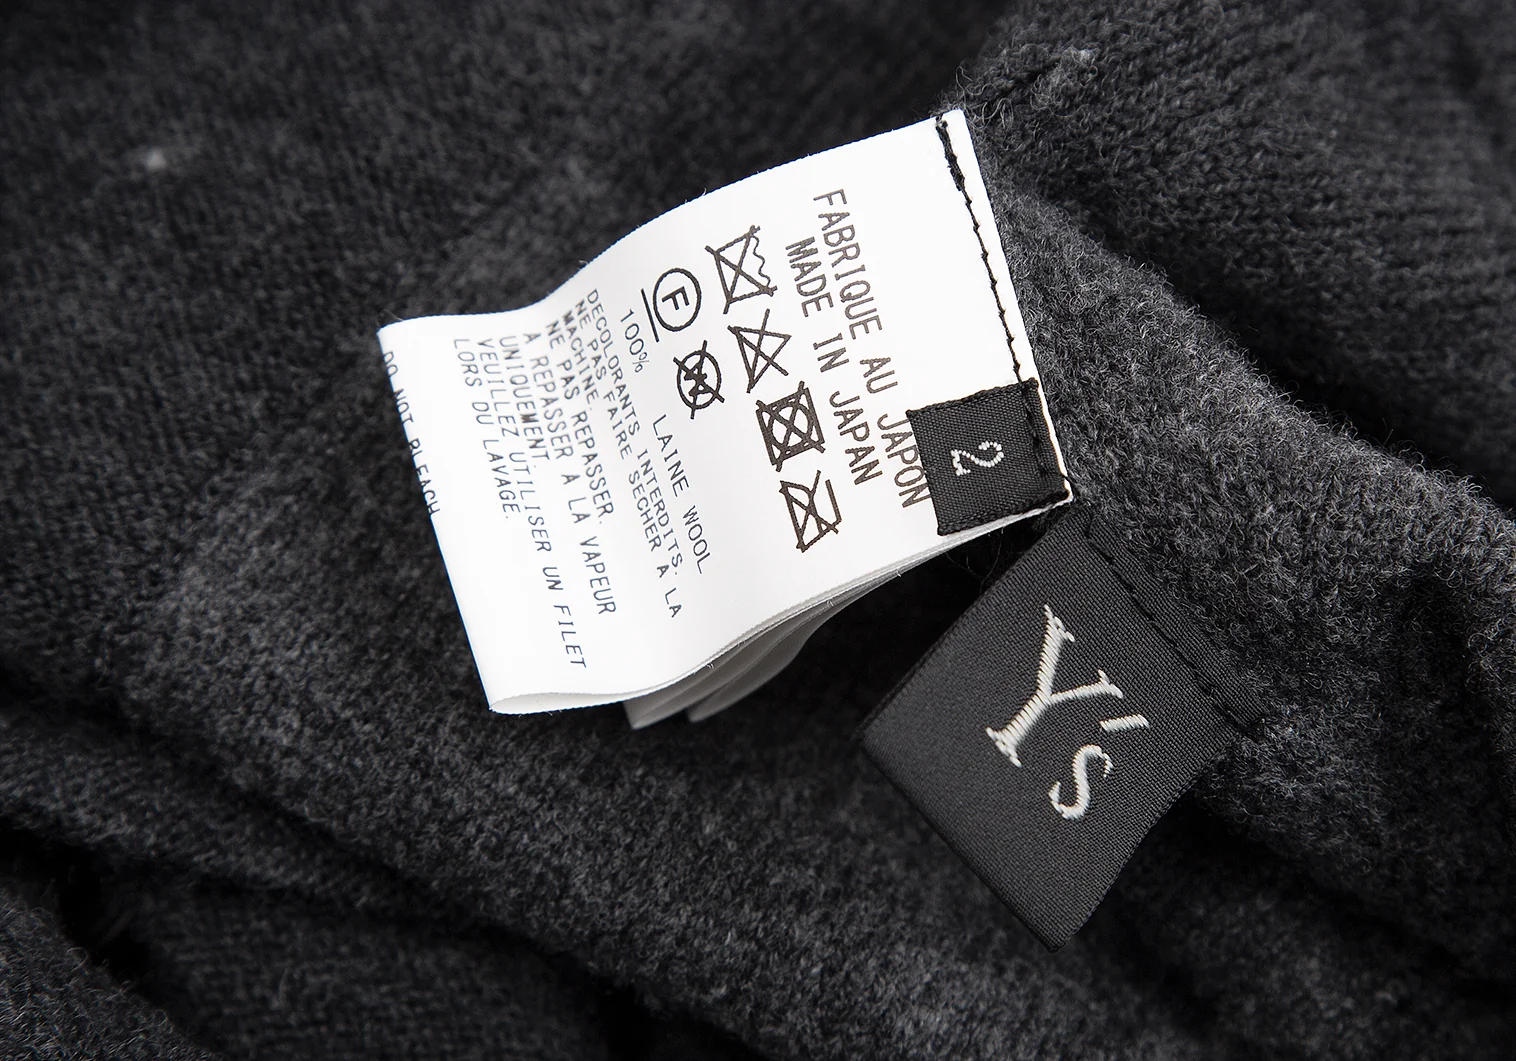 FABRIQUE AU JAPON
MADE IN JAPAN
F
100% LAINE WOOL
DECOLORANTS INTERDITS.
NE PAS FAIRE SECHER A LA
MACHINE.
NE PAS REPASSER.
A REPASSER A LA VAPEUR
UNIQUEMENT.
VEUILLEZ UTILISER UN FILET
LORS DU LAVAGE.
DO NOT BLEACH
2
Y's